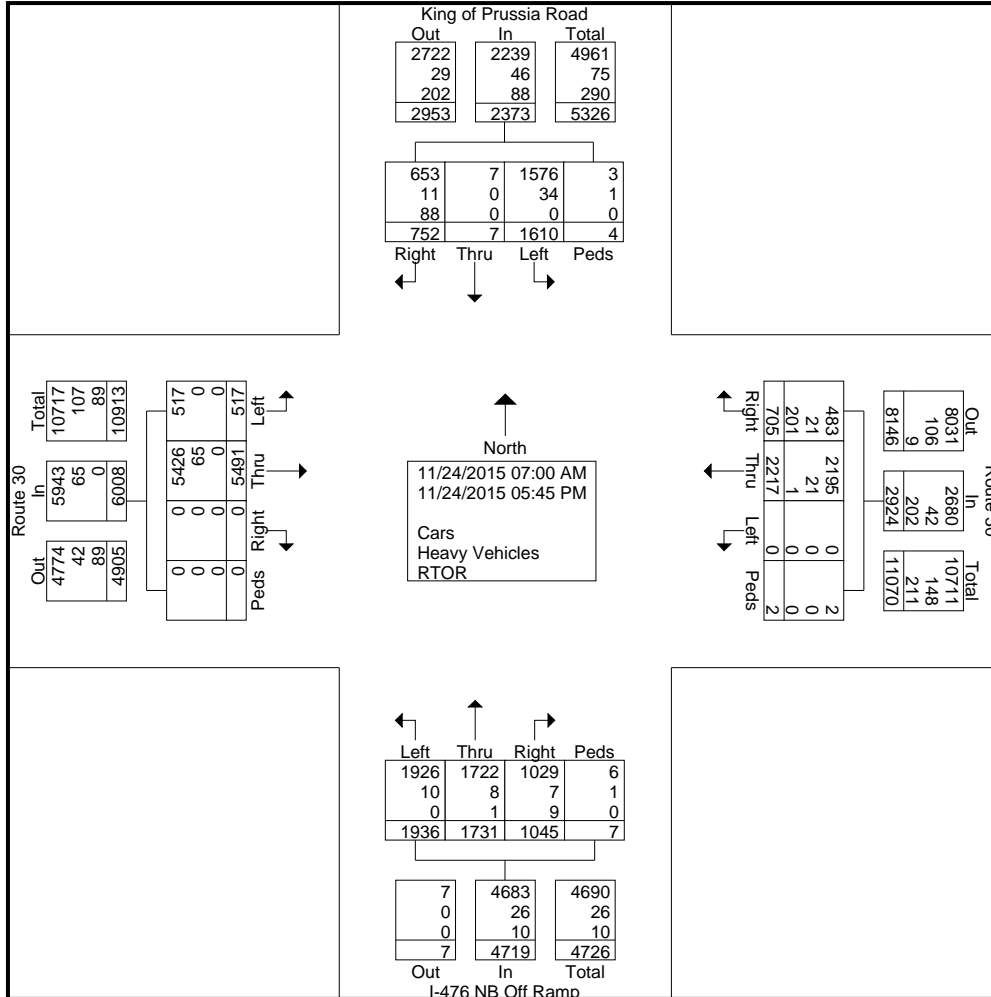 King of Prussia Road
Out In Total
2722 2239 4961
29 46 75
202 88 290
2953 2373 5326
653 7 1576 3
11 0 34 1
88 0 0 0
752 7 1610 4
Right Thru Left Peds
Route 30
Total In Out
10717 5943 4774
107 65 42
89 0 89
10913 6008 4905
517 5426 0 0
0 65 0 0
0 0 0 0
517 5491 0 0
Left Thru Right Peds
North
11/24/2015 07:00 AM
11/24/2015 05:45 PM
Cars
Heavy Vehicles
RTOR
Right Thru Left Peds
483 2195 0 2
21 21 0 0
201 1 0 0
705 2217 0 2
Route 30
Out In Total
8031 2680 10711
106 42 148
9 202 211
8146 2924 11070
Left Thru Right Peds
1926 1722 1029 6
10 8 7 1
0 1 9 0
1936 1731 1045 7
7 4683 4690
0 26 26
0 10 10
7 4719 4726
Out In Total
I-476 NB Off Ramp